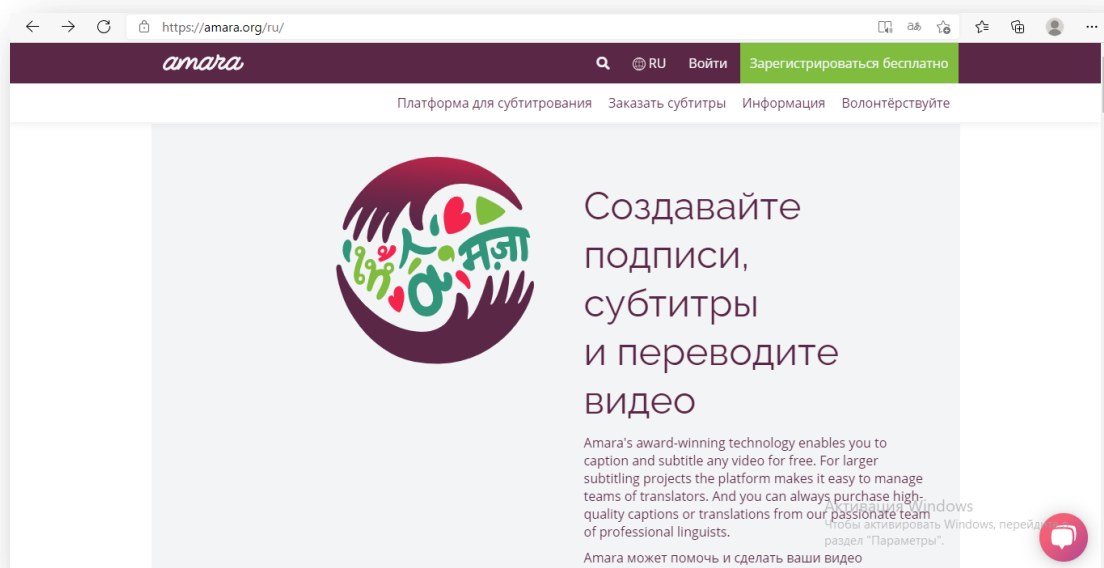 https://amara.org/ru/
amara
RU Войти Зарегистрироваться бесплатно
Платформа для субтитрования Заказать субтитры Информация Волонтёрствуйте
मज़ा
Создавайте
подписи,
субтитры
и переводите
видео
Amara's award-winning technology enables you to
caption and subtitle any video for free. For larger
subtitling projects the platform makes it easy to manage
teams of translators. And you can always purchase high-
quality captions or translations from our passionate team
of professional linguists.
Amara может помочь и сделать ваши видео
Активация Windows
Чтобы активировать Windows, перейдите в
раздел "Параметры".